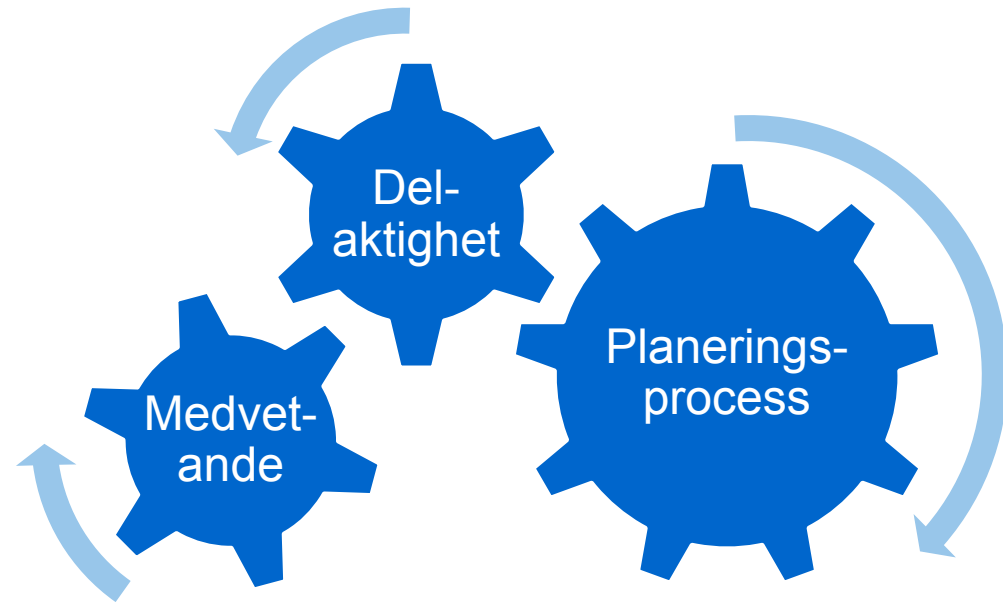 Del-
aktighet
Planerings-
process
Medvet-
ande